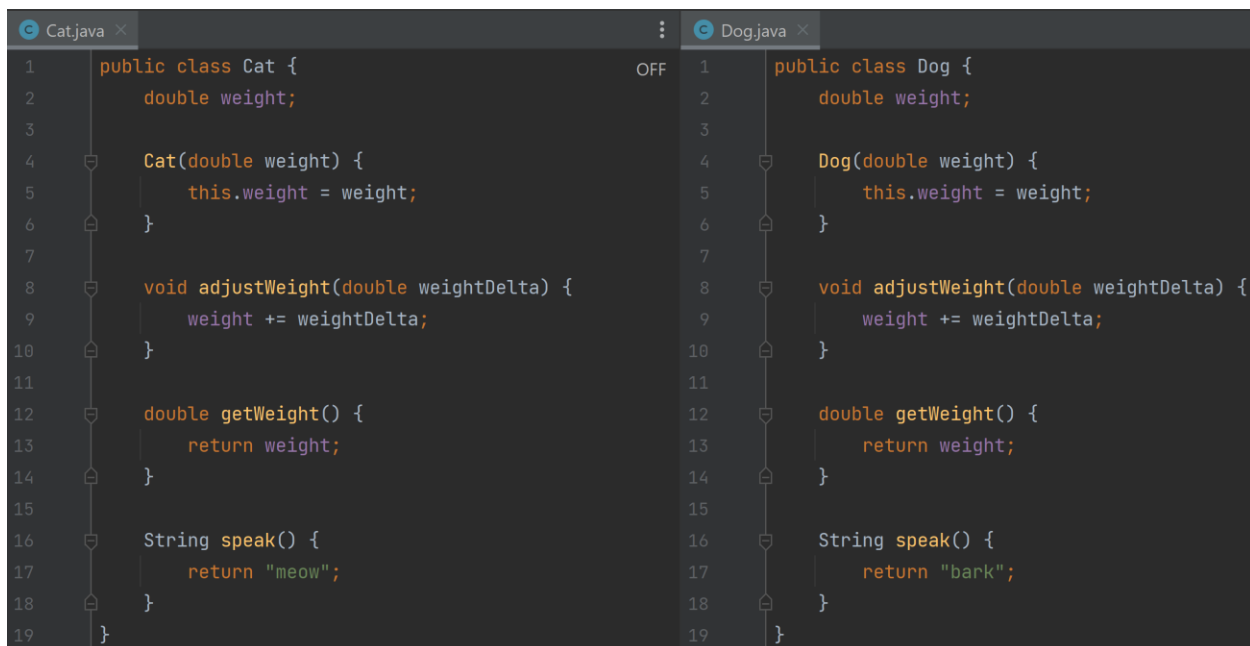 Cat.java
1 public class Cat {
OFF
2     double weight;
3
4     Cat(double weight) {
5         this.weight = weight;
6     }
7
8     void adjustWeight(double weightDelta) {
9         weight += weightDelta;
10     }
11
12     double getWeight() {
13         return weight;
14     }
15
16     String speak() {
17         return "meow";
18     }
19 }
Dog.java
1 public class Dog {
2     double weight;
3
4     Dog(double weight) {
5         this.weight = weight;
6     }
7
8     void adjustWeight(double weightDelta) {
9         weight += weightDelta;
10     }
11
12     double getWeight() {
13         return weight;
14     }
15
16     String speak() {
17         return "bark";
18     }
19 }